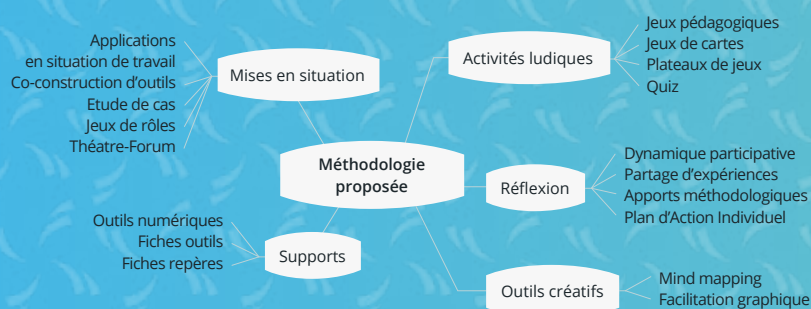 Méthodologie
proposée
Mises en situation
Applications
en situation de travail
Co-construction d'outils
Etude de cas
Jeux de rôles
Théatre-Forum
Activités ludiques
Jeux pédagogiques
Jeux de cartes
Plateaux de jeux
Quiz
Réflexion
Dynamique participative
Partage d'expériences
Apports méthodologiques
Plan d'Action Individuel
Supports
Outils numériques
Fiches outils
Fiches repères
Outils créatifs
Mind mapping
Facilitation graphique